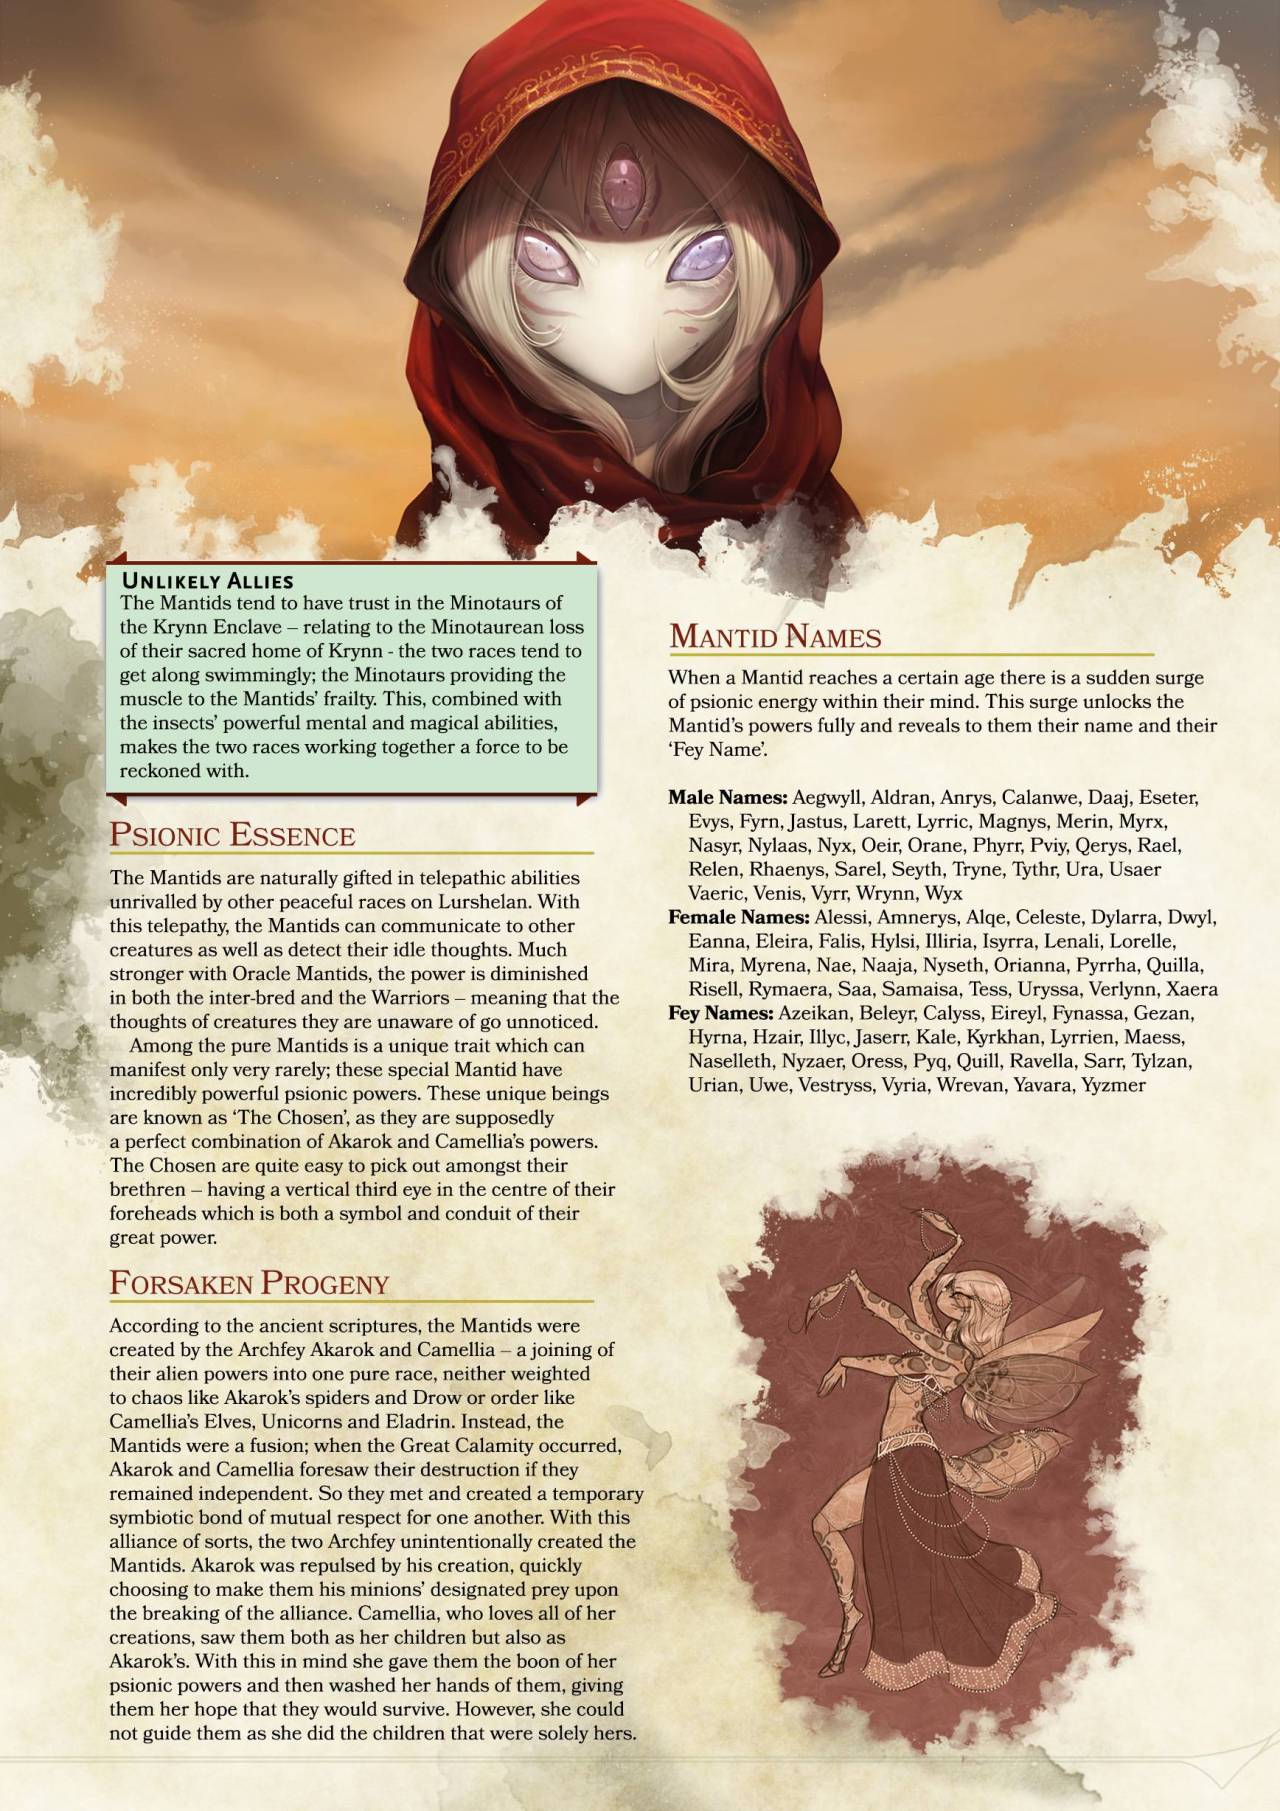 Unlikely Allies
The Mantids tend to have trust in the Minotaurs of
the Krynn Enclave – relating to the Minotaurean loss
of their sacred home of Krynn - the two races tend to
get along swimmingly; the Minotaurs providing the
muscle to the Mantids’ frailty. This, combined with
the insects’ powerful mental and magical abilities,
makes the two races working together a force to be
reckoned with.
Psionic Essence
The Mantids are naturally gifted in telepathic abilities
unrivalled by other peaceful races on Lurshelan. With
this telepathy, the Mantids can communicate to other
creatures as well as detect their idle thoughts. Much
stronger with Oracle Mantids, the power is diminished
in both the inter-bred and the Warriors – meaning that the
thoughts of creatures they are unaware of go unnoticed.
Among the pure Mantids is a unique trait which can
manifest only very rarely; these special Mantid have
incredibly powerful psionic powers. These unique beings
are known as ‘The Chosen’, as they are supposedly
a perfect combination of Akarok and Camellia’s powers.
The Chosen are quite easy to pick out amongst their
brethren – having a vertical third eye in the centre of their
foreheads which is both a symbol and conduit of their
great power.
Forsaken Progeny
According to the ancient scriptures, the Mantids were
created by the Archfey Akarok and Camellia – a joining of
their alien powers into one pure race, neither weighted
to chaos like Akarok’s spiders and Drow or order like
Camellia’s Elves, Unicorns and Eladrin. Instead, the
Mantids were a fusion; when the Great Calamity occurred,
Akarok and Camellia foresaw their destruction if they
remained independent. So they met and created a temporary
symbiotic bond of mutual respect for one another. With this
alliance of sorts, the two Archfey unintentionally created the
Mantids. Akarok was repulsed by his creation, quickly
choosing to make them his minions’ designated prey upon
the breaking of the alliance. Camellia, who loves all of her
creations, saw them both as her children but also as
Akarok’s. With this in mind she gave them the boon of her
psionic powers and then washed her hands of them, giving
them her hope that they would survive. However, she could
not guide them as she did the children that were solely hers.
Mantid Names
When a Mantid reaches a certain age there is a sudden surge
of psionic energy within their mind. This surge unlocks the
Mantid’s powers fully and reveals to them their name and their
‘Fey Name’.
Male Names: Aegwyll, Aldran, Anrys, Calanwe, Daaj, Eseter,
Evys, Fyrn, Jastus, Larett, Lyrric, Magnys, Merin, Myrx,
Nasyr, Nylaas, Nyx, Oeir, Orane, Phyrr, Pviy, Qerys, Rael,
Relen, Rhaenys, Sarel, Seyth, Tryne, Tythr, Ura, Usaer
Vaeric, Venis, Vyrr, Wrynn, Wyx
Female Names: Alessi, Amnerys, Alqe, Celeste, Dylarra, Dwyl,
Eanna, Eleira, Falis, Hylsi, Illiria, Isyrra, Lenali, Lorelle,
Mira, Myrena, Nae, Naaja, Nyseth, Orianna, Pyrrha, Quilla,
Risell, Rymaera, Saa, Samaisa, Tess, Uryssa, Verlynn, Xaera
Fey Names: Azeikan, Beleyr, Calyss, Eireyl, Fynassa, Gezan,
Hyrna, Hzair, Illyc, Jaserr, Kale, Kyrkhan, Lyrrien, Maess,
Naselleth, Nyzaer, Oress, Pyq, Quill, Ravella, Sarr, Tylzan,
Urian, Uwe, Vestryss, Vyria, Wrevan, Yavara, Yyzmer